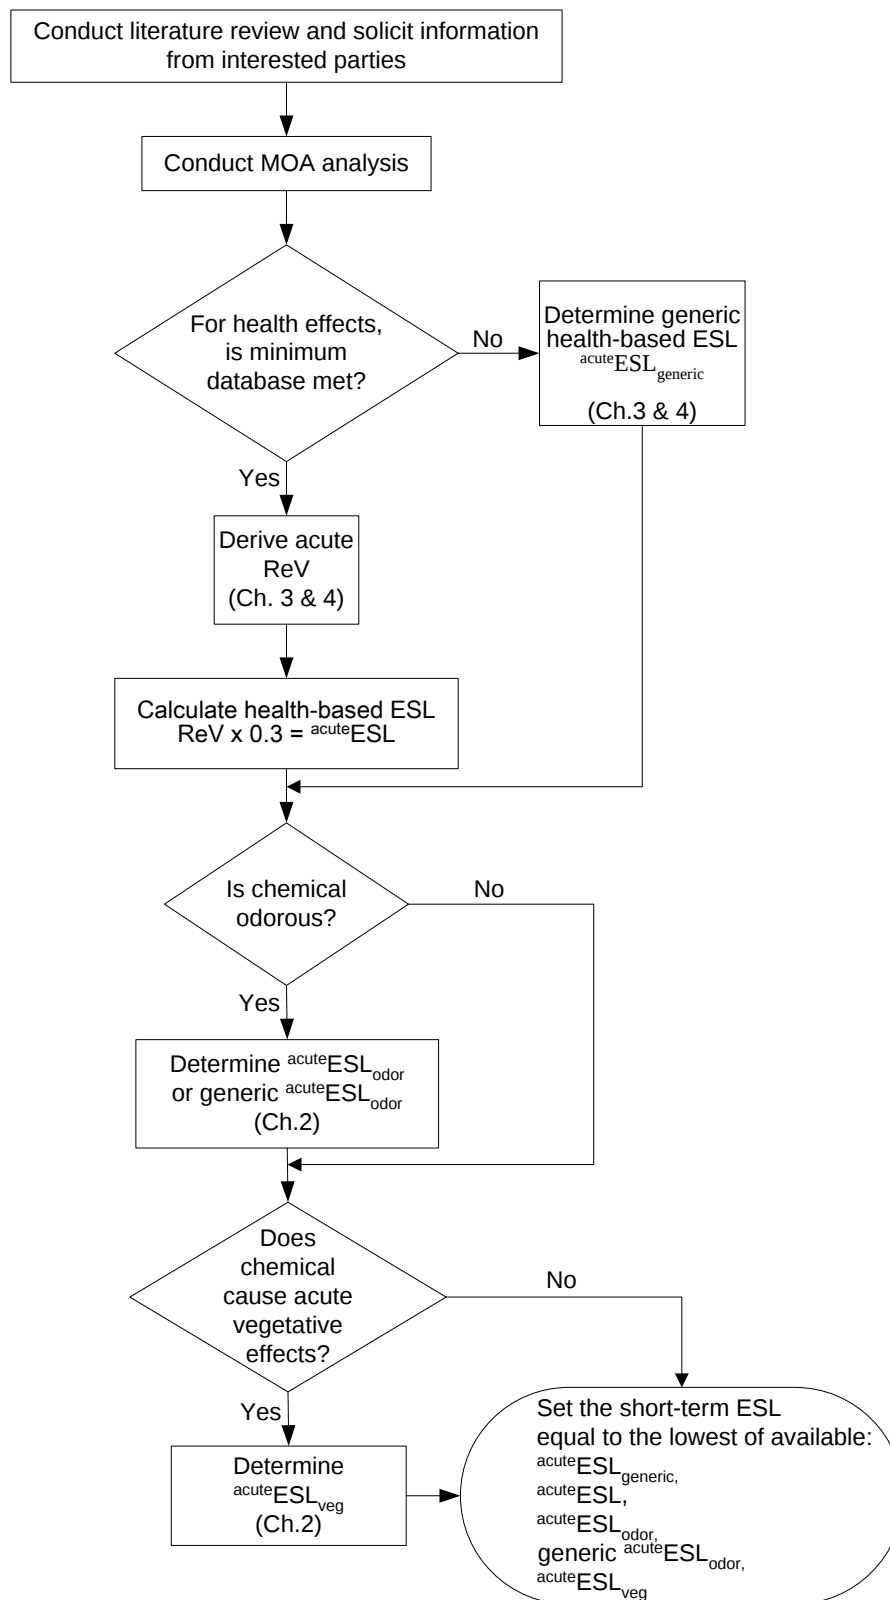 Conduct literature review and solicit information
from interested parties
Conduct MOA analysis
For health effects,
is minimum
database met?
No
Determine generic
health-based ESL
acuteESLgeneric
(Ch.3 & 4)
Yes
Derive acute
ReV
(Ch. 3 & 4)
Calculate health-based ESL
ReV x 0.3 = acuteESL
Is chemical
odorous?
No
Yes
Determine acuteESLodor
or generic acuteESLodor
(Ch.2)
Does
chemical
cause acute
vegetative
effects?
No
Yes
Determine
acuteESLveg
(Ch.2)
Set the short-term ESL
equal to the lowest of available:
acuteESLgeneric,
acuteESL,
acuteESLodor,
generic acuteESLodor,
acuteESLveg